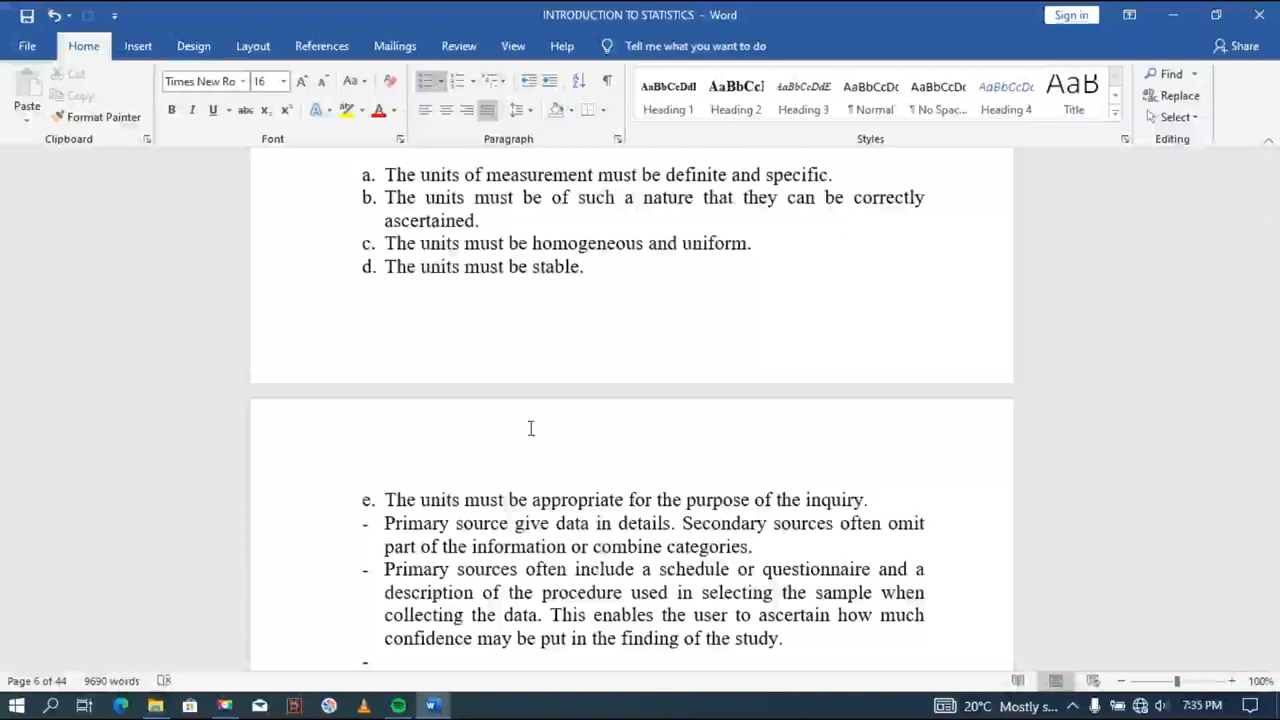 INTRODUCTION TO STATISTICS - Word
Sign in
File Home Insert Design Layout References Mailings Review View Help Tell me what you want to do Share
Paste Cut Copy Format Painter
Times New Ro 16
AaBbCcDdI AaBbCcI AaBbCcDdE AaBbCcDc AaBbCcDc AaBbCcDc AaB
Heading 1 Heading 2 Heading 3 ¶ Normal ¶ No Spac... Heading 4 Title
Find Replace Select
Clipboard Font Paragraph Styles Editing
a. The units of measurement must be definite and specific.
b. The units must be of such a nature that they can be correctly
ascertained.
c. The units must be homogeneous and uniform.
d. The units must be stable.
e. The units must be appropriate for the purpose of the inquiry.
- Primary source give data in details. Secondary sources often omit
part of the information or combine categories.
- Primary sources often include a schedule or questionnaire and a
description of the procedure used in selecting the sample when
collecting the data. This enables the user to ascertain how much
confidence may be put in the finding of the study.
-
Page 6 of 44 9690 words 100%
20°C Mostly s... 7:35 PM